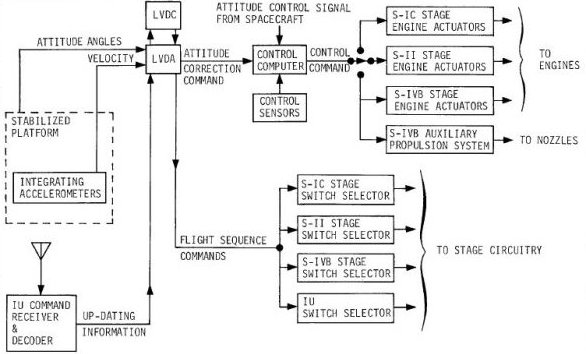 LVDC
ATTITUDE CONTROL SIGNAL
FROM SPACECRAFT
S-IC STAGE
ENGINE ACTUATORS
ATTITUDE ANGLES
VELOCITY
LVDA
ATTITUDE
CORRECTION
COMMAND
CONTROL
COMPUTER
CONTROL
COMMAND
S-II STAGE
ENGINE ACTUATORS
TO
ENGINES
CONTROL
SENSORS
S-IVB STAGE
ENGINE ACTUATORS
STABILIZED
PLATFORM
S-IVB AUXILIARY
PROPULSION SYSTEM
TO NOZZLES
INTEGRATING
ACCELEROMETERS
S-IC STAGE
SWITCH SELECTOR
S-II STAGE
SWITCH SELECTOR
FLIGHT SEQUENCE
COMMANDS
TO STAGE CIRCUITRY
S-IVB STAGE
SWITCH SELECTOR
IU
SWITCH SELECTOR
IU COMMAND
RECEIVER
&
DECODER
UP-DATING
INFORMATION